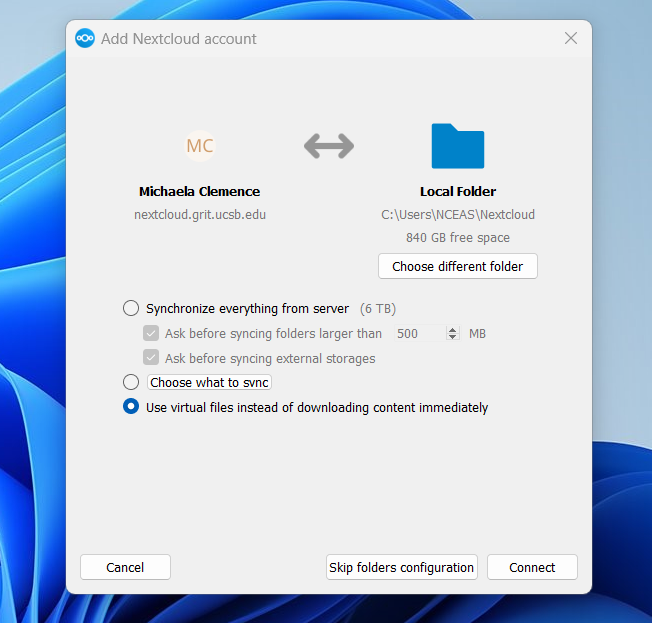 Add Nextcloud account
MC
Michaela Clemence
nextcloud.grit.ucsb.edu
Local Folder
C:\Users\NCEAS\Nextcloud
840 GB free space
Choose different folder
Synchronize everything from server (6 TB)
Ask before syncing folders larger than 500 MB
Ask before syncing external storages
Choose what to sync
Use virtual files instead of downloading content immediately
Cancel
Skip folders configuration
Connect